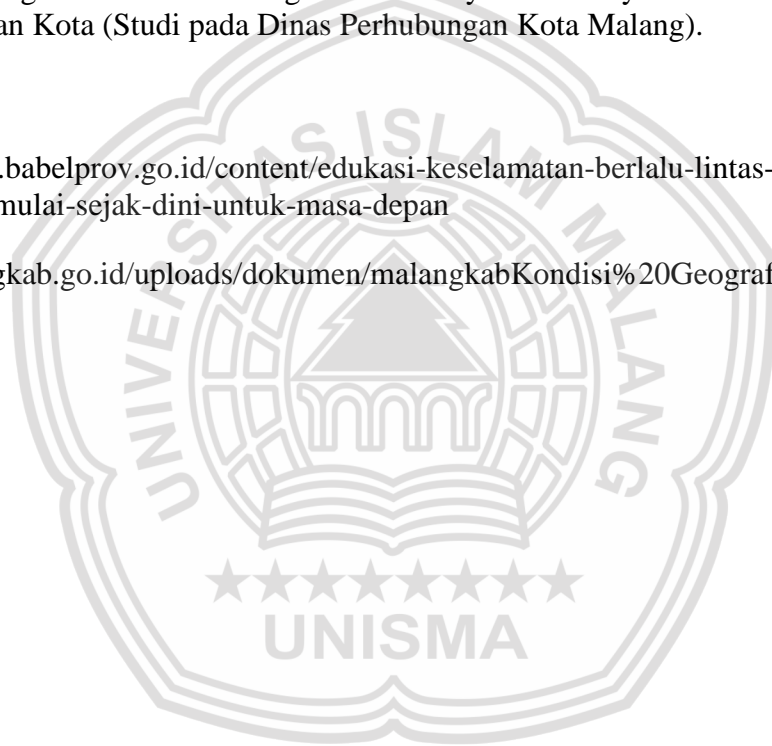 an Kota (Studi pada Dinas Perhubungan Kota Malang).
.babelprov.go.id/content/edukasi-keselamatan-berlalu-lintas-
mulai-sejak-dini-untuk-masa-depan
gkab.go.id/uploads/dokumen/malangkabKondisi%20Geograf
UNIVERSITAS ISLAM MALANG
UNISMA